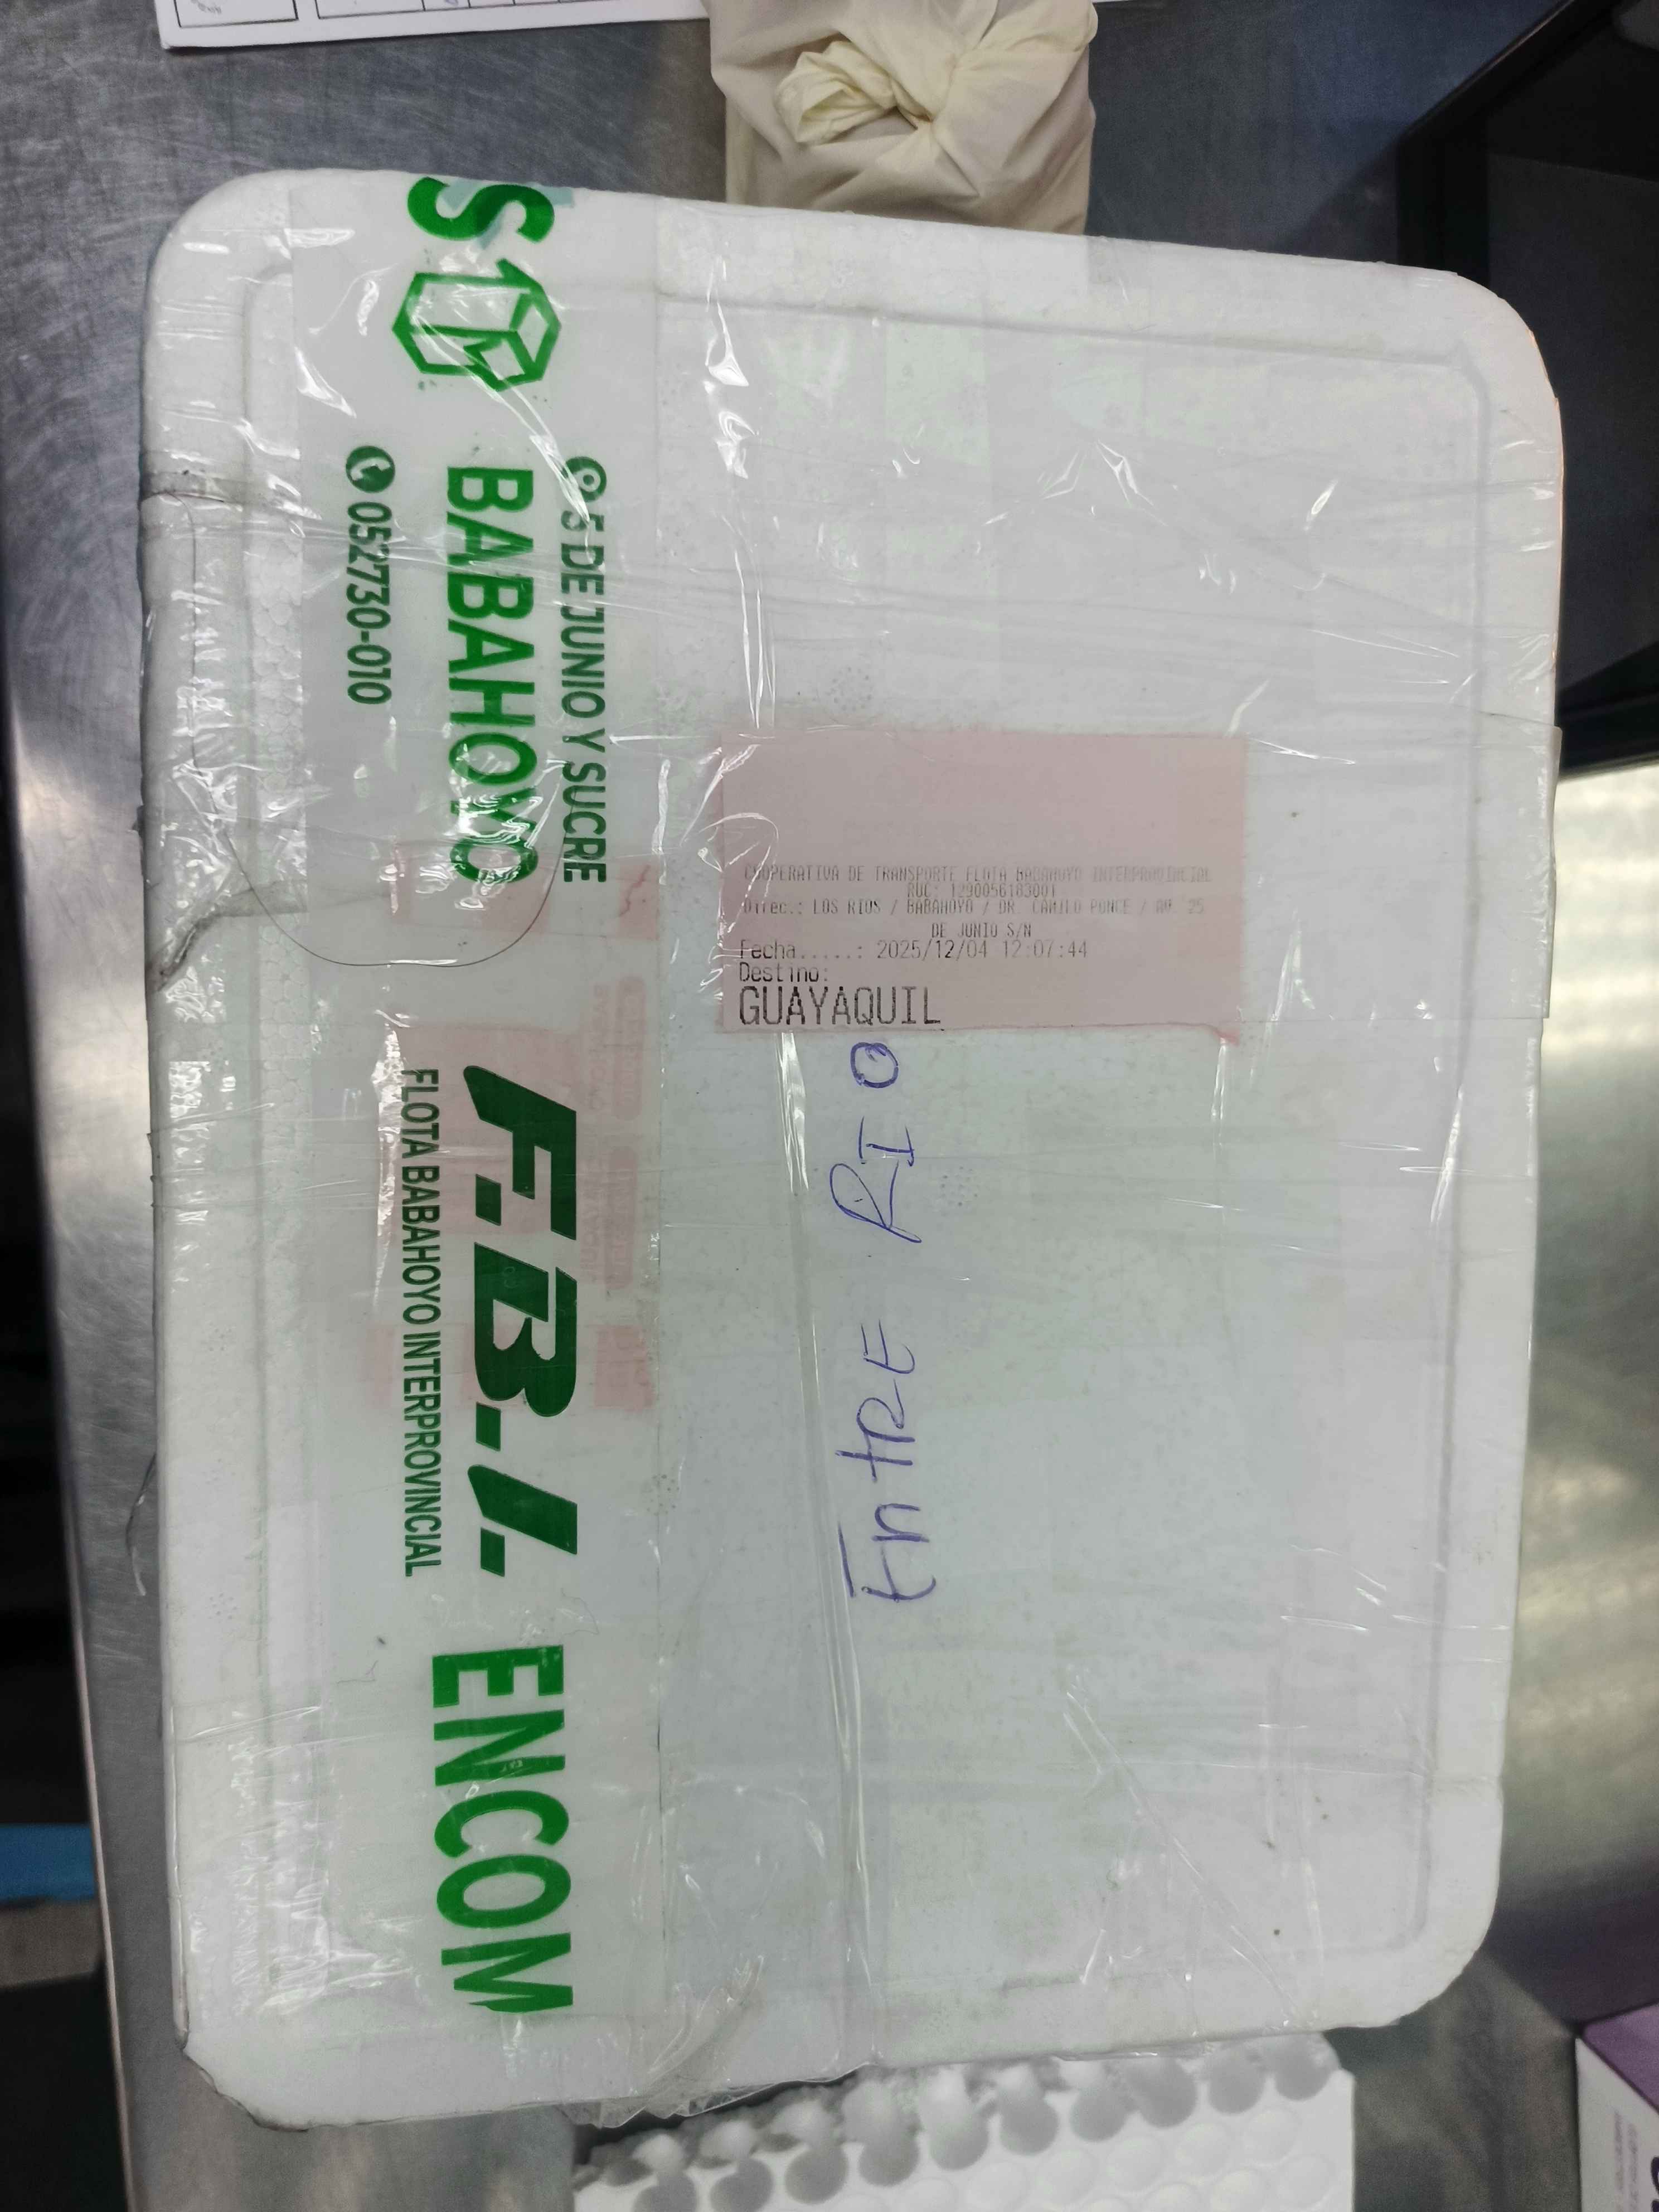 S
5 DE JUNIO Y SUCRE
BABAHOYO
052730-010
F.B.I.
FLOTA BABAHOYO INTERPROVINCIAL
ENCOM
COOPERATIVA DE TRANSPORTE FLOTA BABAHOYO INTERPROVINCIAL
RUC: 1290056183001
Direc.: LOS RIOS / BABAHOYO / DR. CAMILO PONCE / AV. 25
DE JUNIO S/N
Fecha.....: 2025/12/04 12:07:44
Destino:
GUAYAQUIL
EntRE RIO